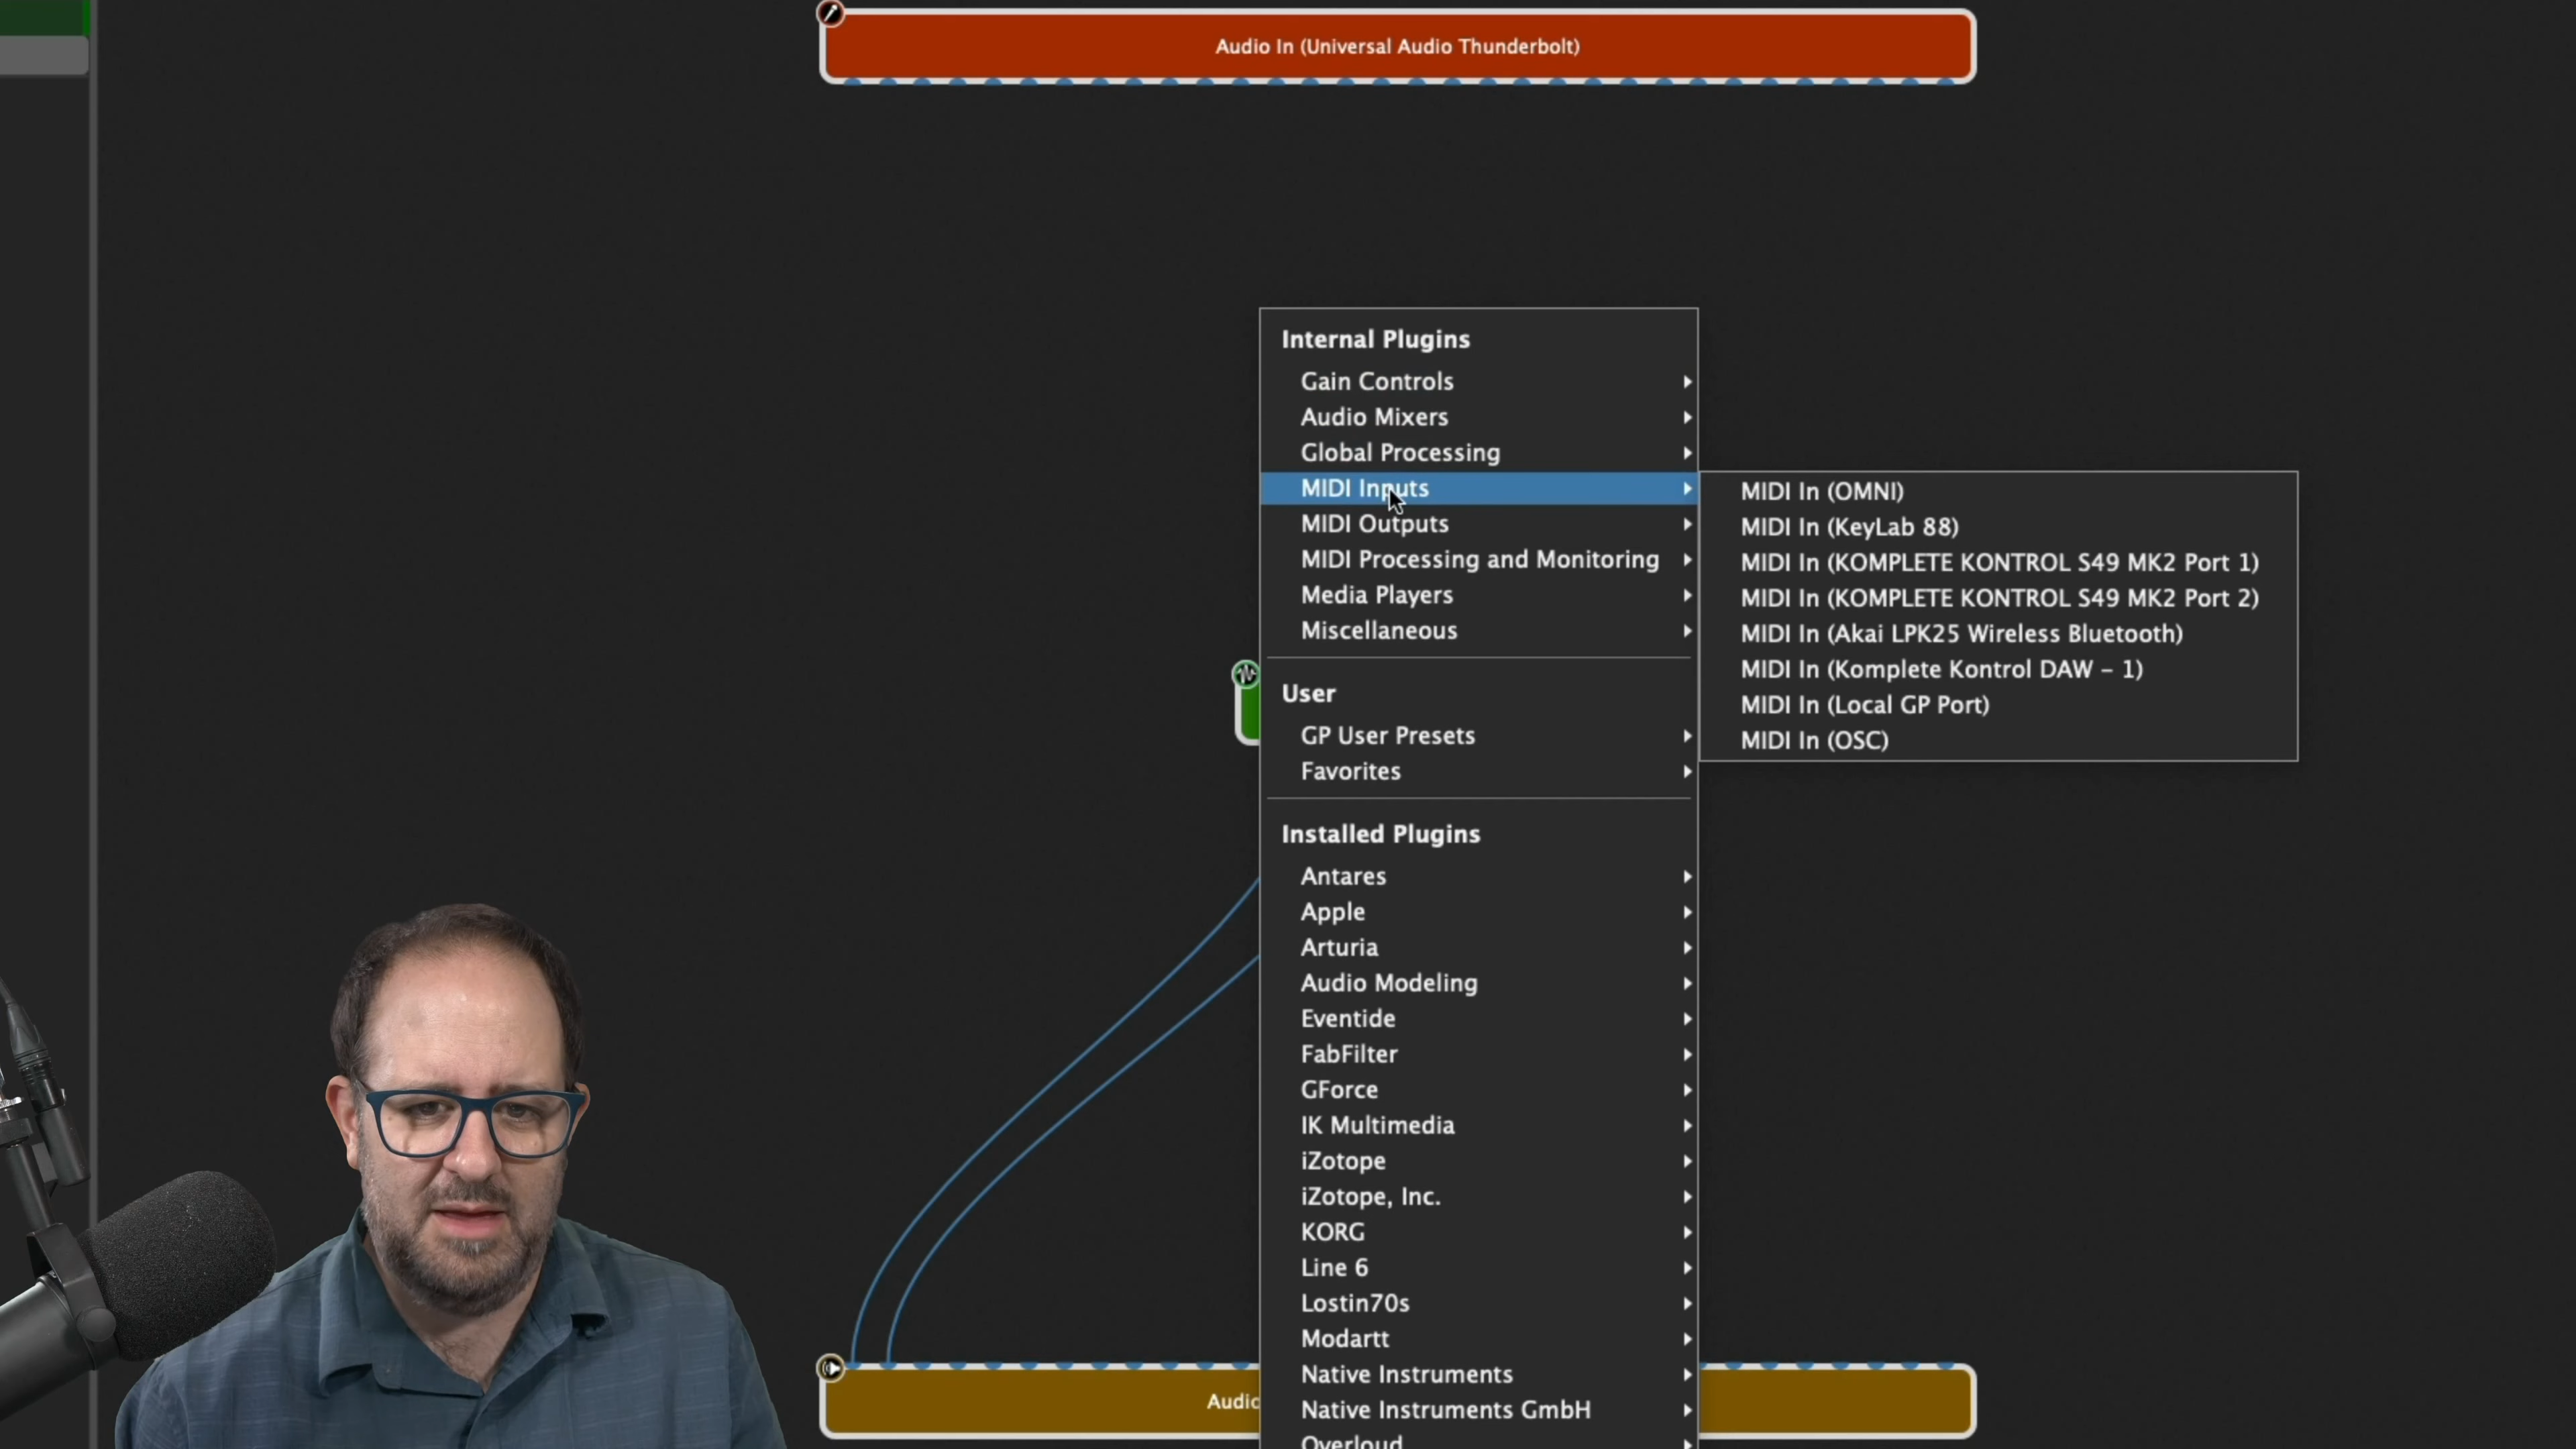 Audio In (Universal Audio Thunderbolt)
Internal Plugins
Gain Controls
Audio Mixers
Global Processing
MIDI Inputs
MIDI Outputs
MIDI Processing and Monitoring
Media Players
Miscellaneous
MIDI In (OMNI)
MIDI In (KeyLab 88)
MIDI In (KOMPLETE KONTROL S49 MK2 Port 1)
MIDI In (KOMPLETE KONTROL S49 MK2 Port 2)
MIDI In (Akai LPK25 Wireless Bluetooth)
MIDI In (Komplete Kontrol DAW – 1)
MIDI In (Local GP Port)
MIDI In (OSC)
User
GP User Presets
Favorites
Installed Plugins
Antares
Apple
Arturia
Audio Modeling
Eventide
FabFilter
GForce
IK Multimedia
iZotope
iZotope, Inc.
KORG
Line 6
Lostin70s
Modartt
Native Instruments
Native Instruments GmbH
Overloud
Audio